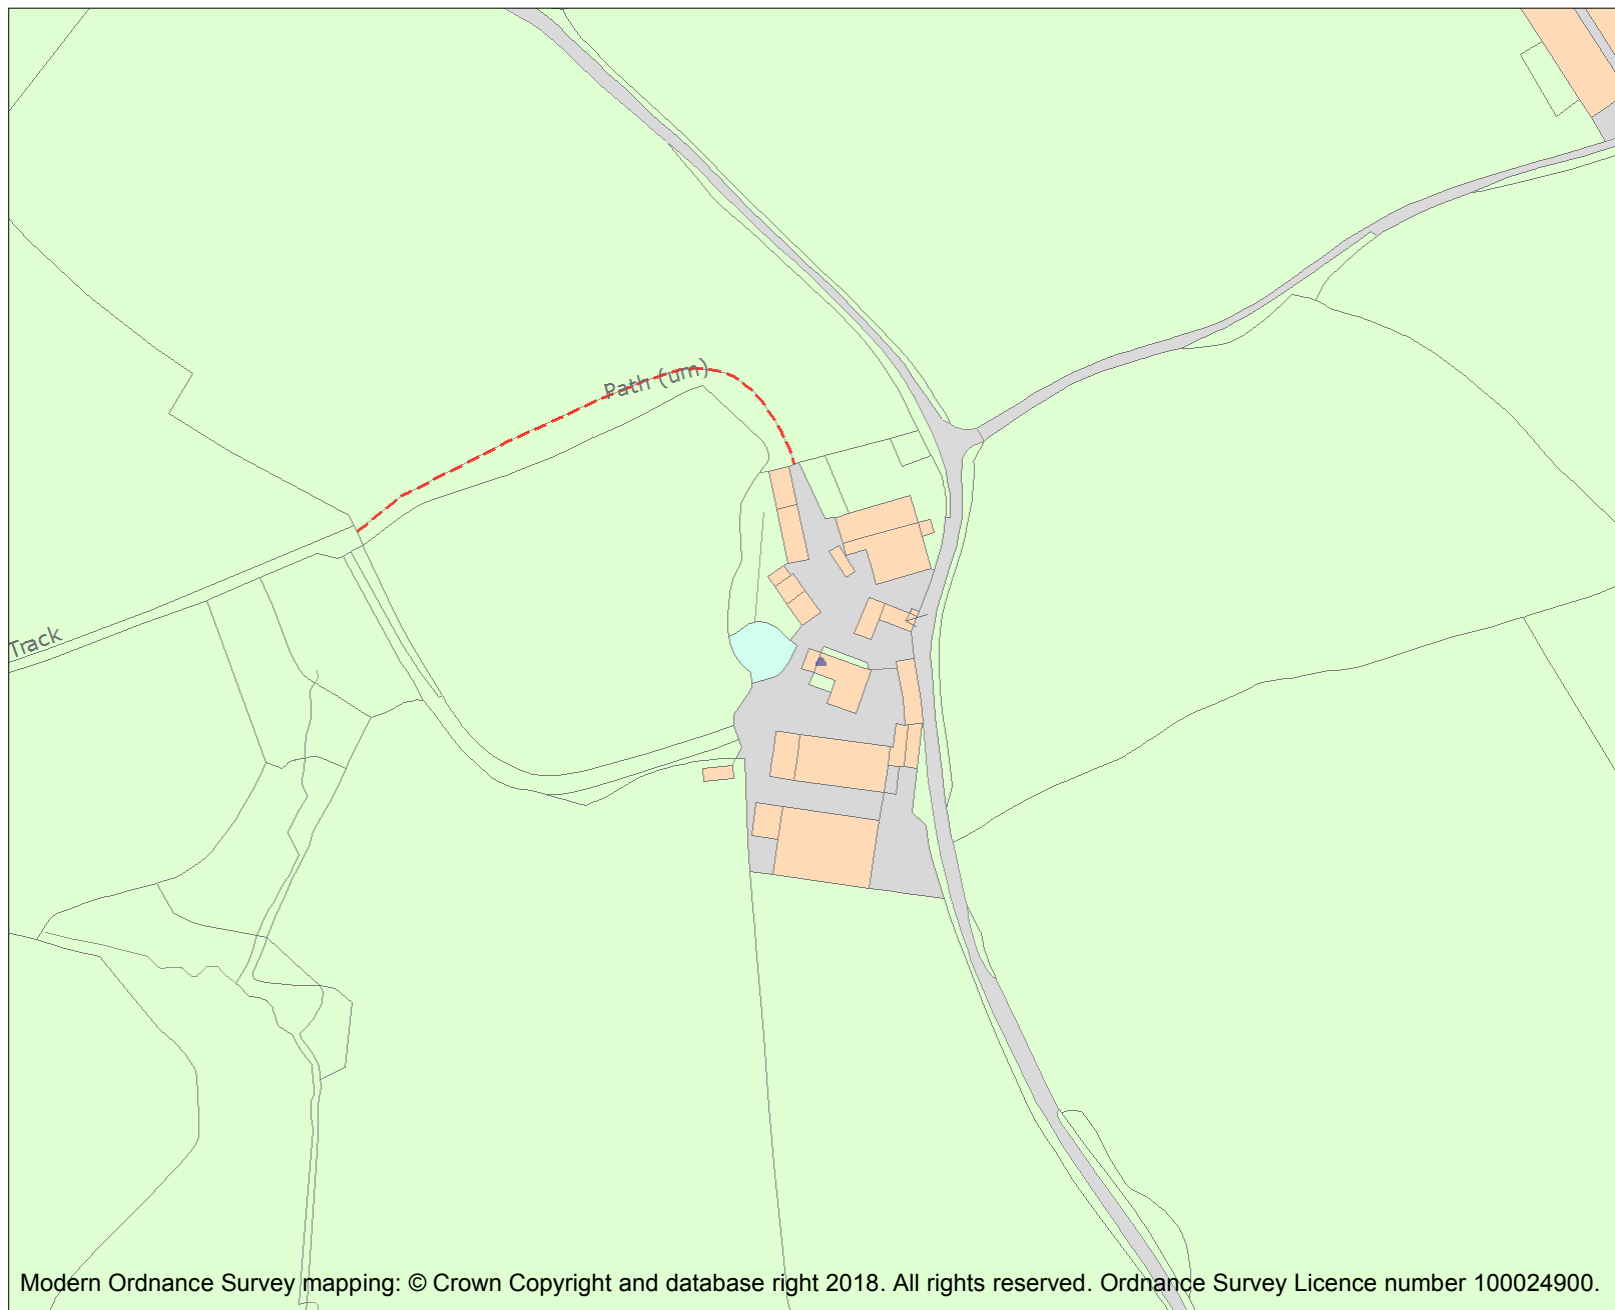 Path (um)
Track
Modern Ordnance Survey mapping: © Crown Copyright and database right 2018. All rights reserved. Ordnance Survey Licence number 100024900.